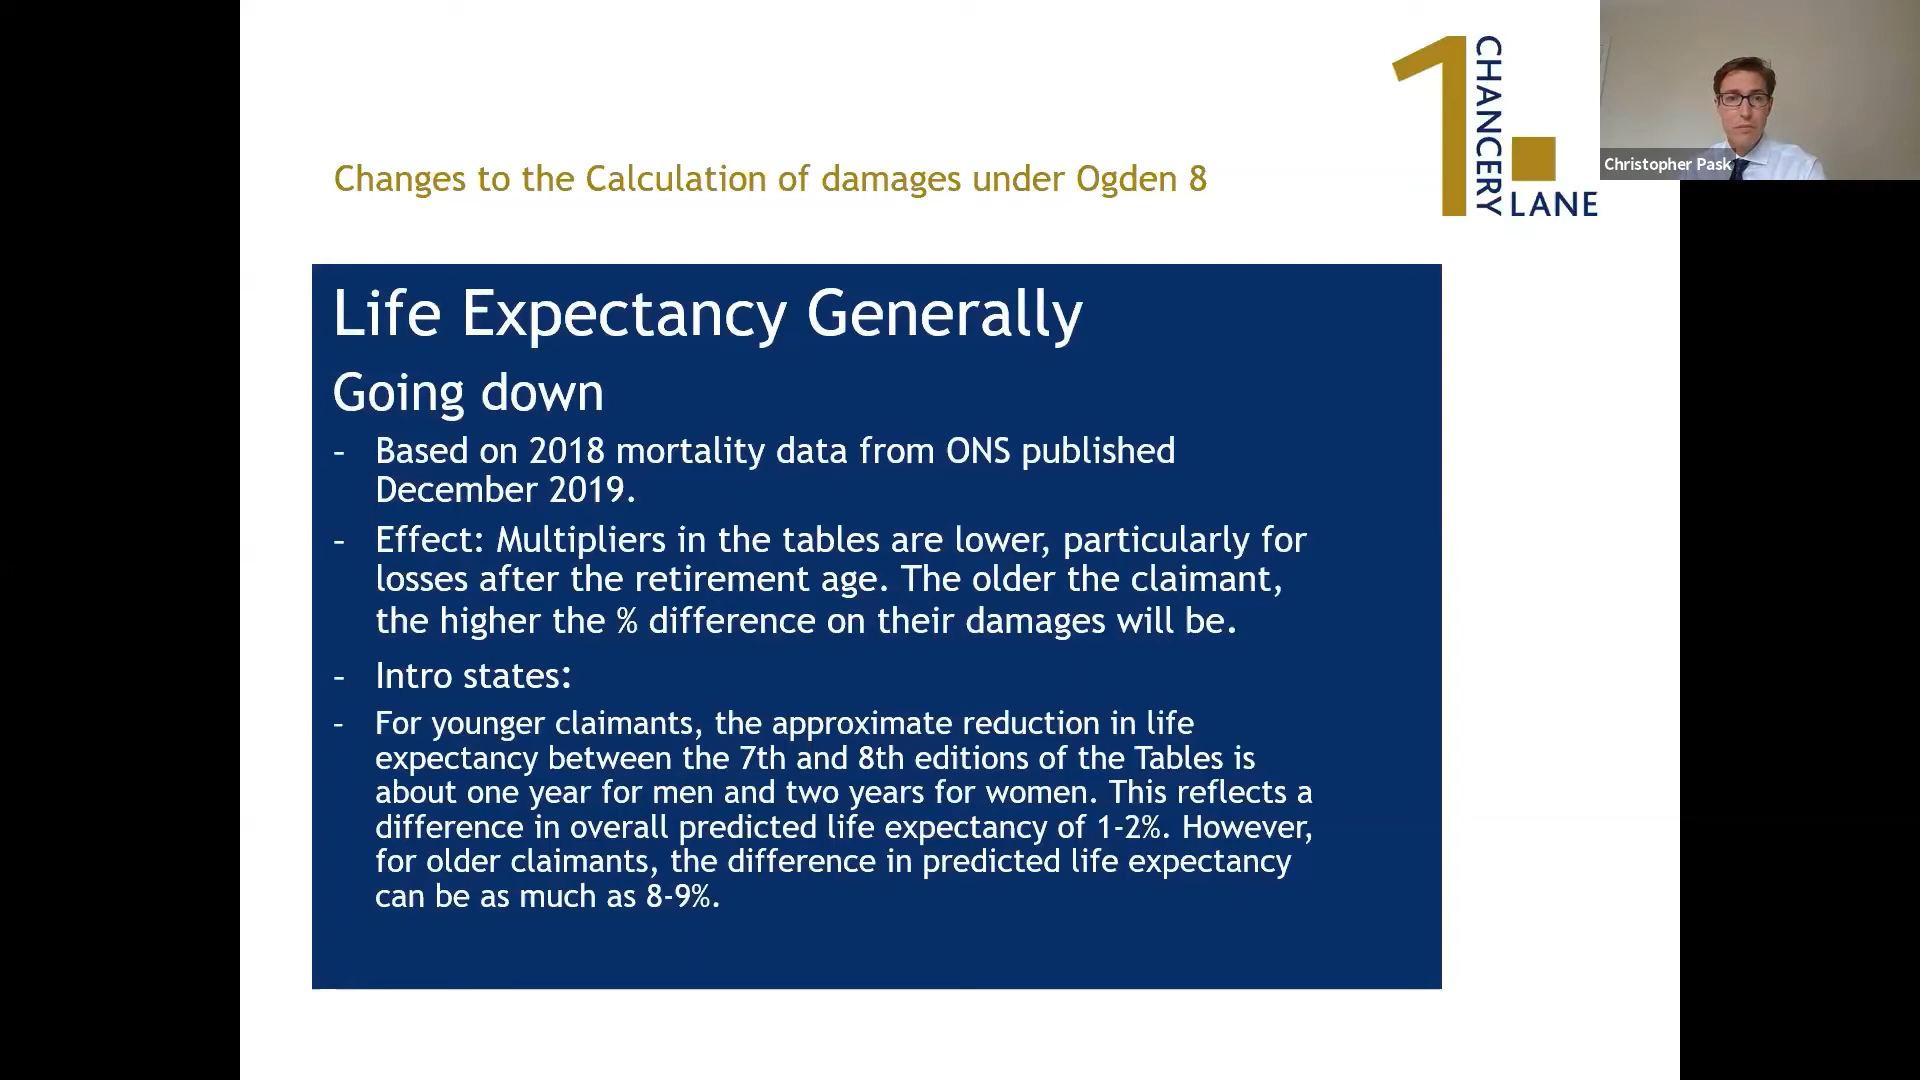 CHANCERY
LANE
Christopher Pask
Changes to the Calculation of damages under Ogden 8
Life Expectancy Generally
Going down
- Based on 2018 mortality data from ONS published
December 2019.
- Effect: Multipliers in the tables are lower, particularly for
losses after the retirement age. The older the claimant,
the higher the % difference on their damages will be.
- Intro states:
- For younger claimants, the approximate reduction in life
expectancy between the 7th and 8th editions of the Tables is
about one year for men and two years for women. This reflects a
difference in overall predicted life expectancy of 1-2%. However,
for older claimants, the difference in predicted life expectancy
can be as much as 8-9%.